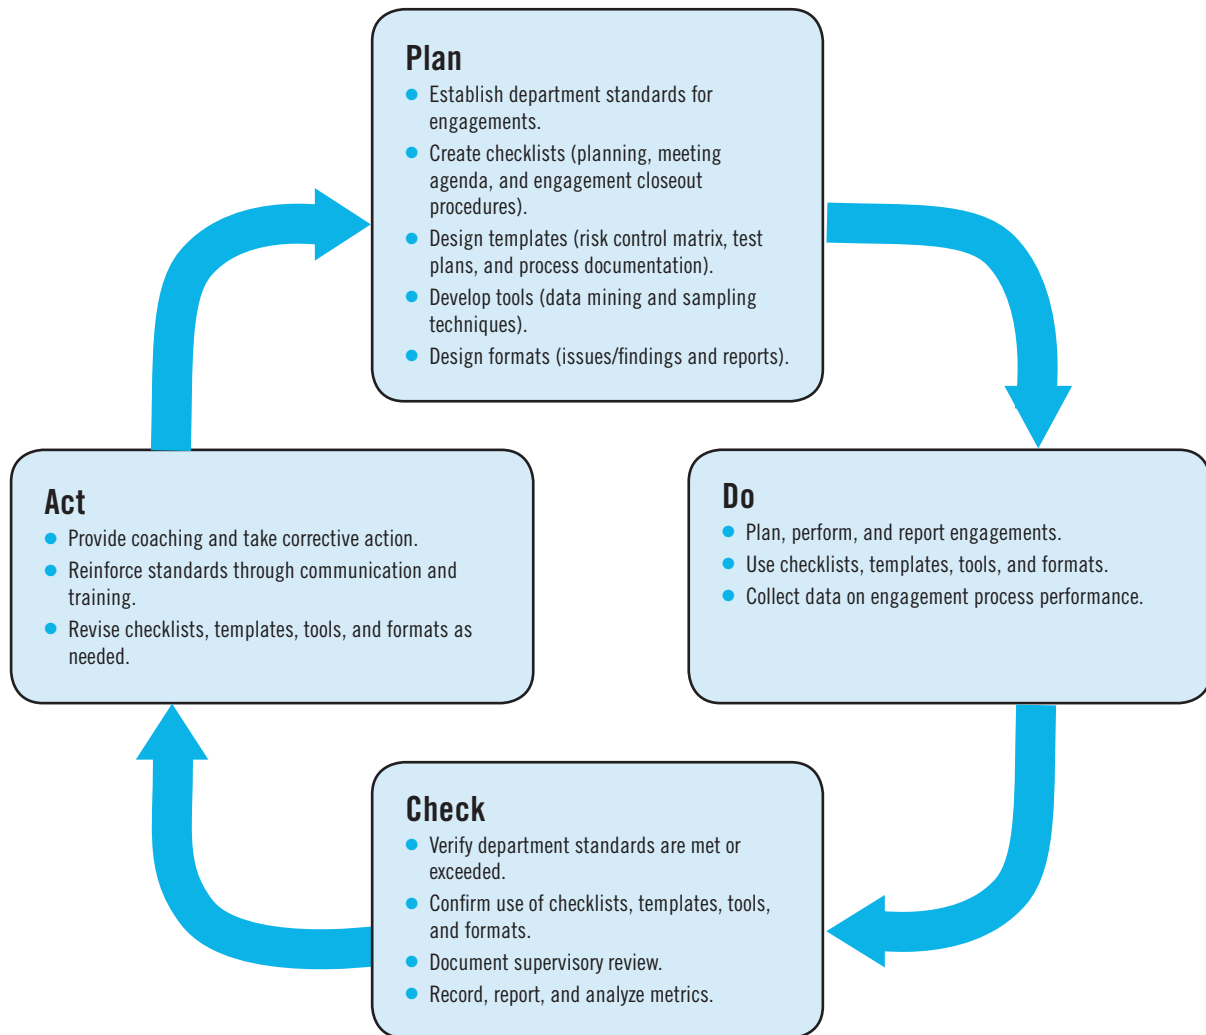 Plan
● Establish department standards for
engagements.
● Create checklists (planning, meeting
agenda, and engagement closeout
procedures).
● Design templates (risk control matrix, test
plans, and process documentation).
● Develop tools (data mining and sampling
techniques).
● Design formats (issues/findings and reports).
Do
● Plan, perform, and report engagements.
● Use checklists, templates, tools, and formats.
● Collect data on engagement process performance.
Check
● Verify department standards are met or
exceeded.
● Confirm use of checklists, templates, tools,
and formats.
● Document supervisory review.
● Record, report, and analyze metrics.
Act
● Provide coaching and take corrective action.
● Reinforce standards through communication and
training.
● Revise checklists, templates, tools, and formats as
needed.